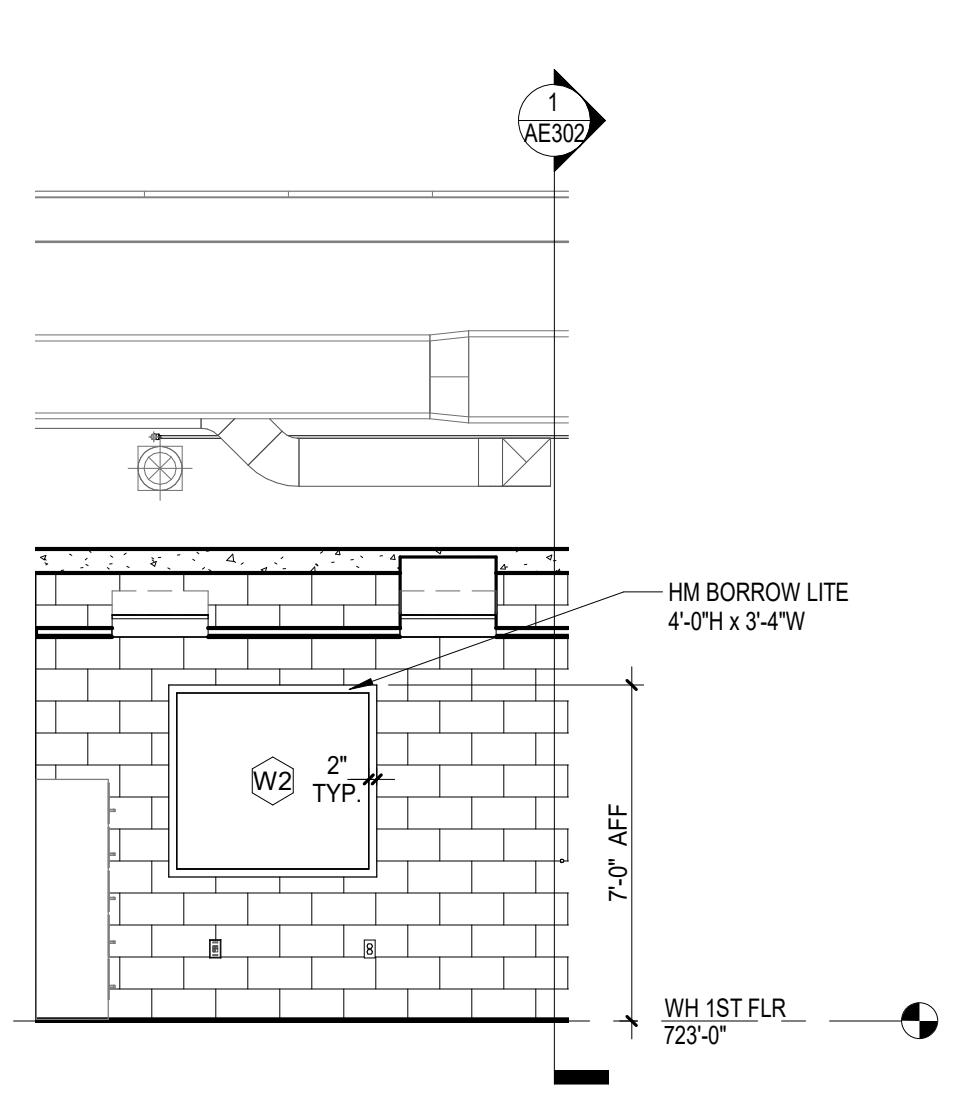 1
AE302
HM BORROW LITE
4'-0"H x 3'-4"W
W2
2"
TYP.
7'-0" AFF
8
WH 1ST FLR
723'-0"